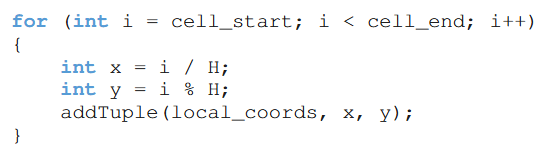 for (int i = cell_start; i < cell_end; i++)
{
    int x = i / H;
    int y = i % H;
    addTuple(local_coords, x, y);
}